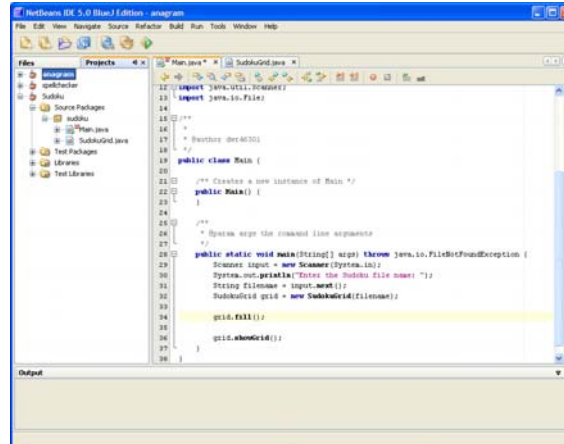 NetBeans IDE 5.0 BlueJ Edition - anagram
File Edit View Navigate Source Refactor Build Run Tools Window Help
Files Projects
Main.java * SudokuGrid.java
anagram
spellchecker
Sudoku
Source Packages
sudoku
Main.java
SudokuGrid.java
Test Packages
Libraries
Test Libraries
12 import java.util.Scanner;
13 import java.io.File;
14
15 /**
16 *
17 * @author
18 */
19 public class Main {
20
21 /** Creates a new instance of Main */
22 public Main() {
23 }
24
25 /**
26 * @param args the command line arguments
27 */
28 public static void main(String[] args) throws java.io.FileNotFoundException {
29 Scanner input = new Scanner(System.in);
30 System.out.println("Enter the Sudoku file name: ");
31 String filename = input.next();
32 SudokuGrid grid = new SudokuGrid(filename);
33
34 grid.fill();
35
36 grid.showGrid();
37 }
38 }
Output